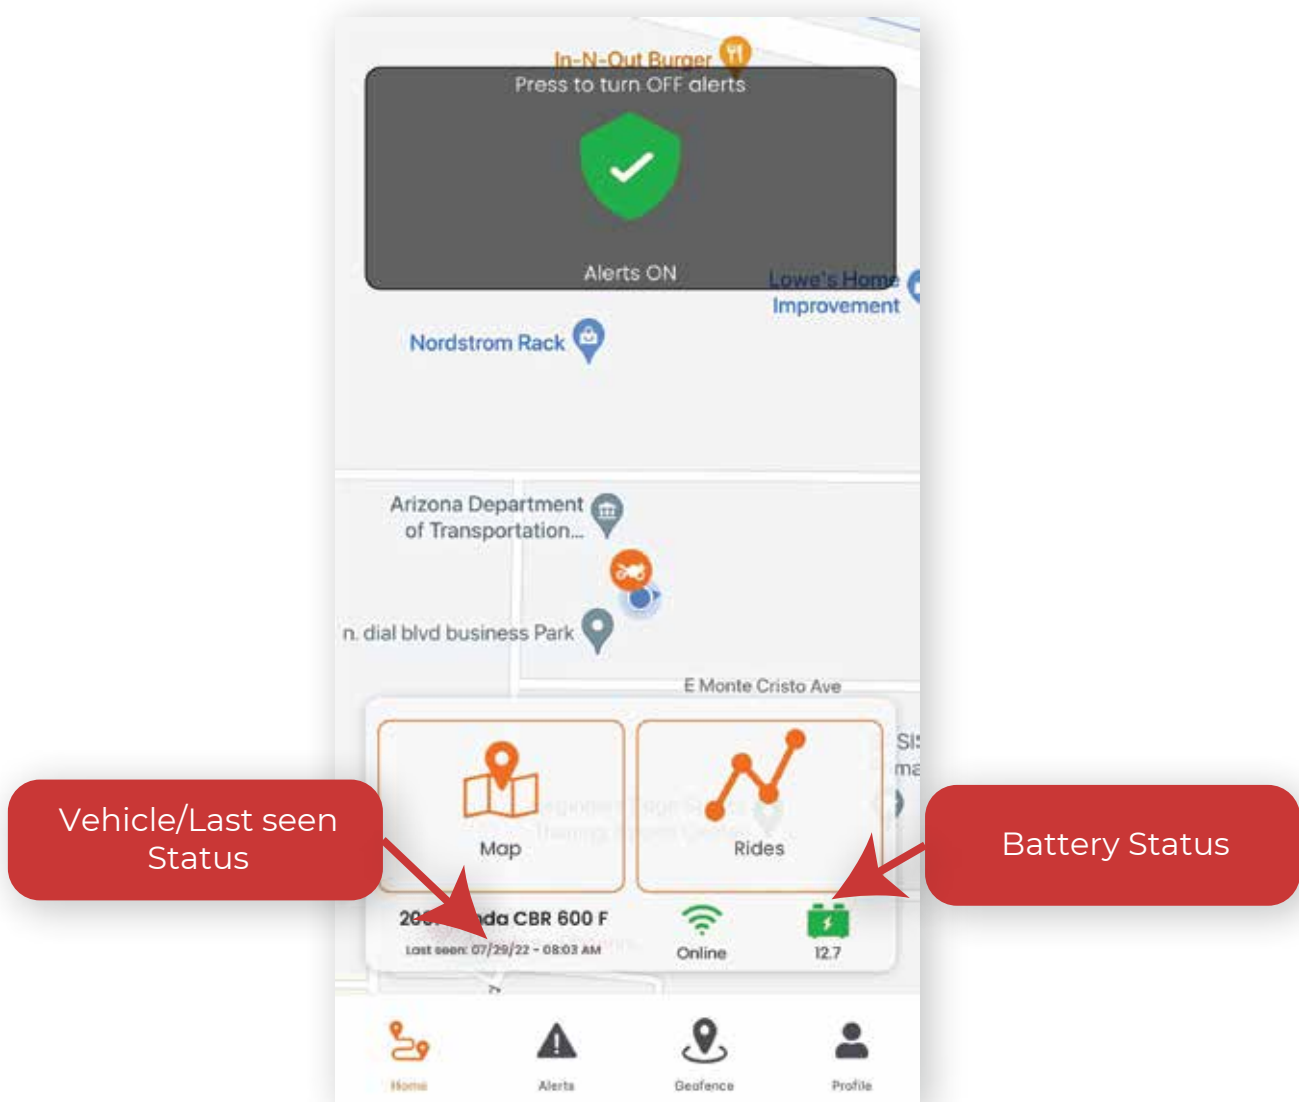 In-N-Out Burger
Press to turn OFF alerts
Alerts ON
Lowe's Home
Improvement
Nordstrom Rack
Arizona Department
of Transportation...
n. dial blvd business Park
E Monte Cristo Ave
Map
Rides
Vehicle/Last seen
Status
Battery Status
CBR 600 F
Last seen: 07/29/22 - 08:03 AM
Online
12.7
Home
Alerts
Geofence
Profile